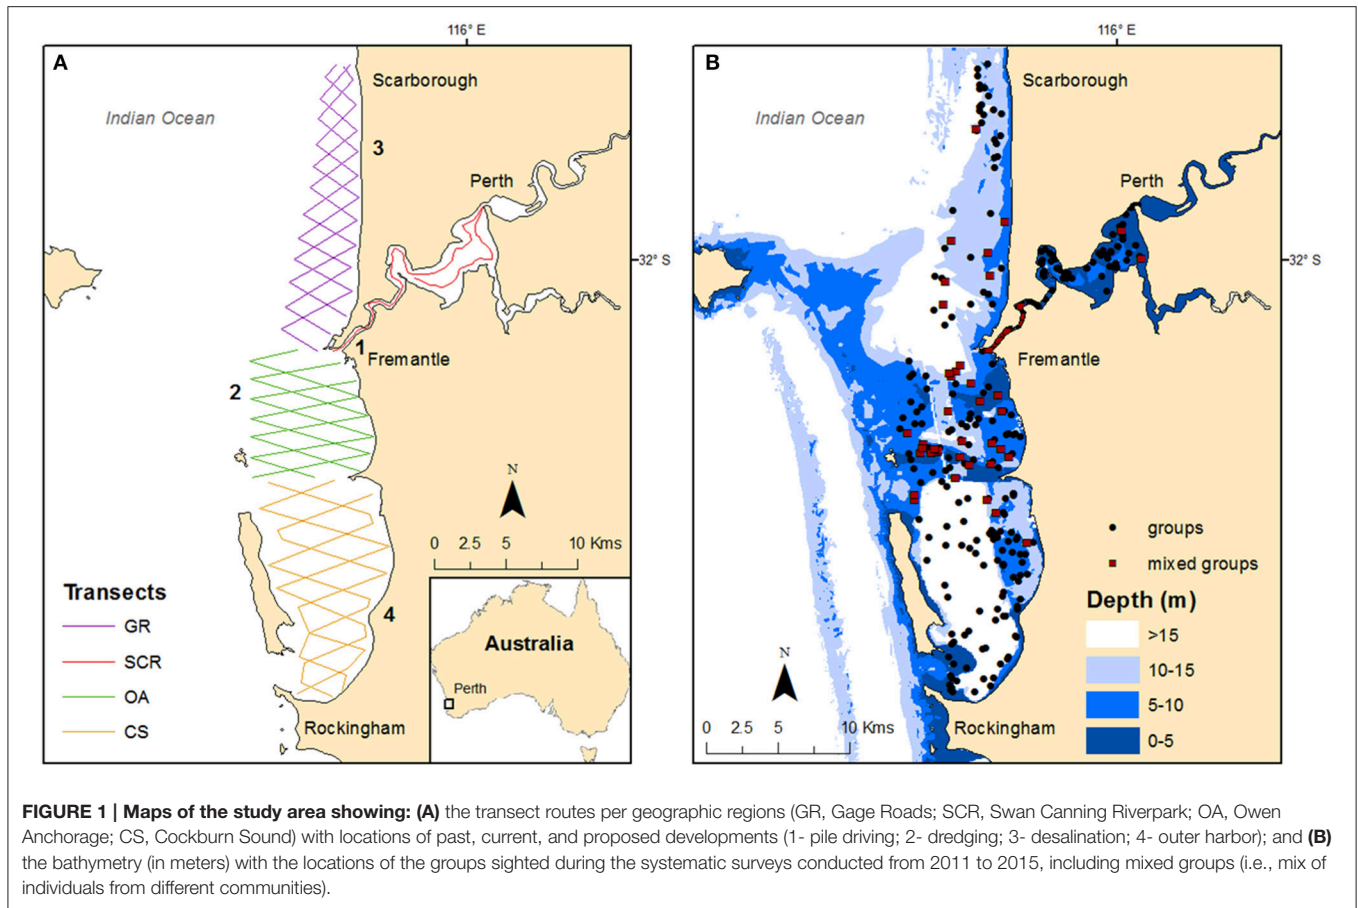 116° E
116° E
A
Scarborough
Indian Ocean
3
Perth
32° S
1
Fremantle
2
N
0 2.5 5 10 Kms
Transects
GR
SCR
OA
CS
4
Australia
Perth
Rockingham
B
Scarborough
Indian Ocean
Perth
32° S
Fremantle
groups
mixed groups
Depth (m)
>15
10-15
5-10
0-5
N
0 2.5 5 10 Kms
Rockingham
FIGURE 1 | Maps of the study area showing: (A) the transect routes per geographic regions (GR, Gage Roads; SCR, Swan Canning Riverpark; OA, Owen
Anchorage; CS, Cockburn Sound) with locations of past, current, and proposed developments (1- pile driving; 2- dredging; 3- desalination; 4- outer harbor); and (B)
the bathymetry (in meters) with the locations of the groups sighted during the systematic surveys conducted from 2011 to 2015, including mixed groups (i.e., mix of
individuals from different communities).